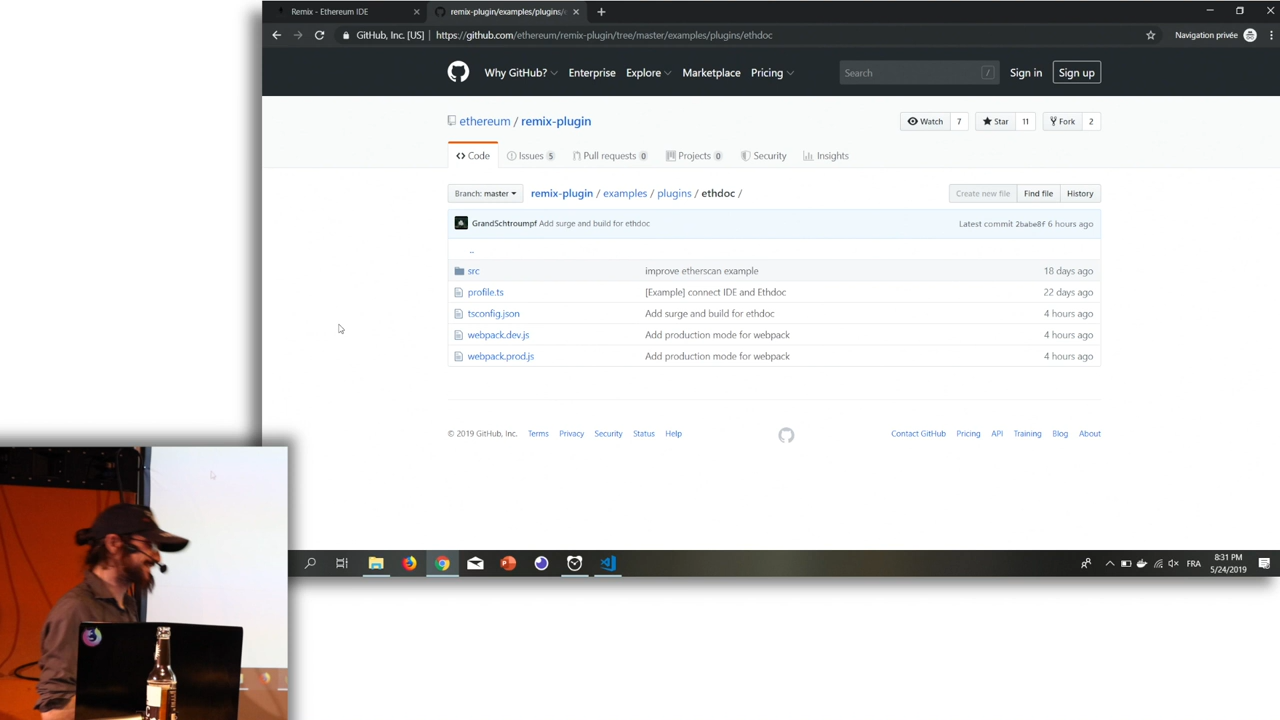 Remix - Ethereum IDE
remix-plugin/examples/plugins/
GitHub, Inc. [US] https://github.com/ethereum/remix-plugin/tree/master/examples/plugins/ethdoc Navigation privée
Why GitHub? Enterprise Explore Marketplace Pricing Search / Sign in Sign up
ethereum / remix-plugin Watch 7 Star 11 Fork 2
Code Issues 5 Pull requests 0 Projects 0 Security Insights
Branch: master remix-plugin / examples / plugins / ethdoc / Create new file Find file History
GrandSchtroumpf Add surge and build for ethdoc Latest commit 2babe8f 6 hours ago
..
src improve etherscan example 18 days ago
profile.ts [Example] connect IDE and Ethdoc 22 days ago
tsconfig.json Add surge and build for ethdoc 4 hours ago
webpack.dev.js Add production mode for webpack 4 hours ago
webpack.prod.js Add production mode for webpack 4 hours ago
© 2019 GitHub, Inc. Terms Privacy Security Status Help Contact GitHub Pricing API Training Blog About
FRA
8:31 PM
5/24/2019